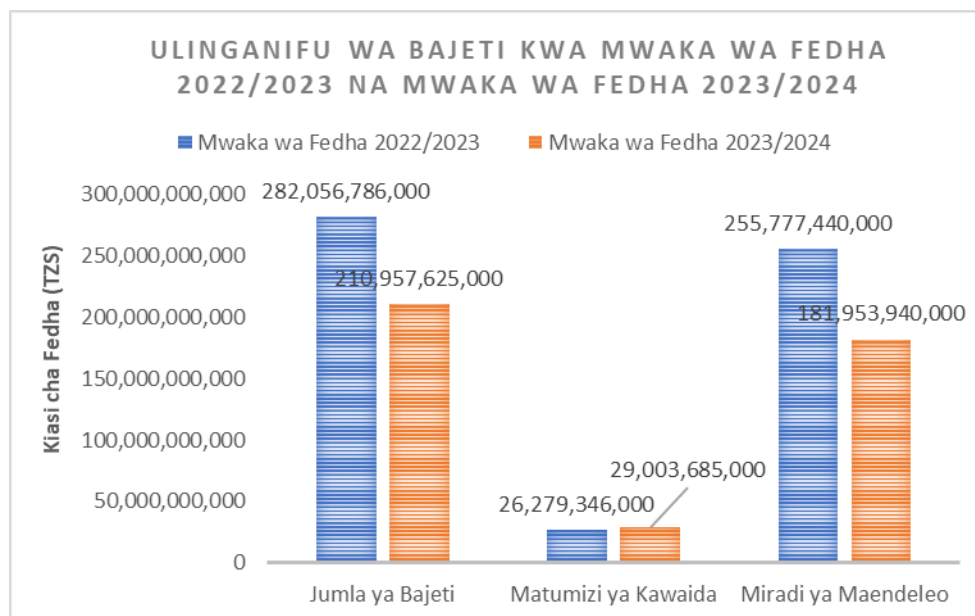 ULINGANIFU WA BAJETI KWA MWAKA WA FEDHA
2022/2023 NA MWAKA WA FEDHA 2023/2024
Mwaka wa Fedha 2022/2023
Mwaka wa Fedha 2023/2024
Kiasi cha Fedha (TZS)
300,000,000,000
250,000,000,000
200,000,000,000
150,000,000,000
100,000,000,000
50,000,000,000
0
282,056,786,000
210,957,625,000
26,279,346,000
29,003,685,000
255,777,440,000
181,953,940,000
Jumla ya Bajeti
Matumizi ya Kawaida
Miradi ya Maendeleo